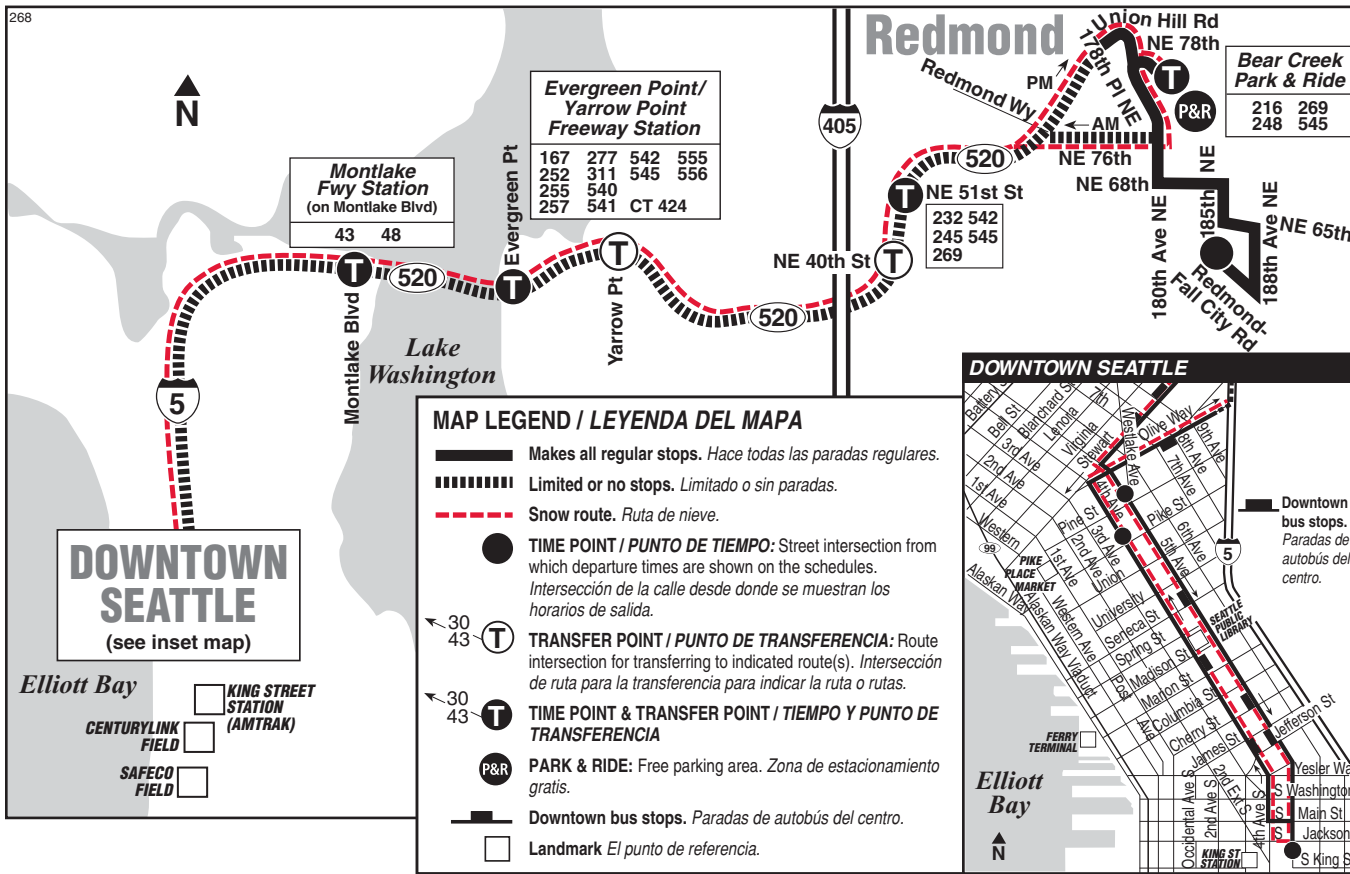 268
N
Montlake
Fwy Station
(on Montlake Blvd)
43 48
Evergreen Point/
Yarrow Point
Freeway Station
167 277 542 555
252 311 545 556
255 540
257 541 CT 424
Redmond
Union Hill Rd
NE 78th
178th Pl NE
Redmond Wy
PM
AM
T
P&R
Bear Creek
Park & Ride
216 269
248 545
405
520
NE 76th
NE 68th
T
NE 51st St
232 542
245 545
269
NE 40th St
T
180th Ave NE
185th NE
188th Ave NE
NE 65th
Redmond-
Fall City Rd
Evergreen Pt
T
T
Yarrow Pt
520
T
520
Montlake Blvd
Lake
Washington
5
DOWNTOWN
SEATTLE
(see inset map)
Elliott Bay
KING STREET
STATION
(AMTRAK)
CENTURYLINK
FIELD
SAFECO
FIELD
MAP LEGEND / LEYENDA DEL MAPA
Makes all regular stops. Hace todas las paradas regulares.
Limited or no stops. Limitado o sin paradas.
Snow route. Ruta de nieve.
TIME POINT / PUNTO DE TIEMPO: Street intersection from
which departure times are shown on the schedules.
Intersección de la calle desde donde se muestran los
horarios de salida.
30
43
T
TRANSFER POINT / PUNTO DE TRANSFERENCIA: Route
intersection for transferring to indicated route(s). Intersección
de ruta para la transferencia para indicar la ruta o rutas.
30
43
T
TIME POINT & TRANSFER POINT / TIEMPO Y PUNTO DE
TRANSFERENCIA
P&R
PARK & RIDE: Free parking area. Zona de estacionamiento
gratis.
Downtown bus stops. Paradas de autobús del centro.
Landmark El punto de referencia.
DOWNTOWN SEATTLE
Battery St
Bell St
Blanchard St
Lenora
Virginia
Stewart
7th
Westlake Ave
Olive Way
9th Ave
8th Ave
7th Ave
6th Ave
5th Ave
4th Ave
3rd Ave
2nd Ave
1st Ave
Western
Pine St
Pike St
3rd Ave
2nd Ave
1st Ave
Union
99
PIKE
PLACE
MARKET
Alaskan Way
Alaskan Way Viaduct
Western Ave
Post
Ave
University
Seneca St
Spring St
Madison St
Marion St
Columbia St
Cherry St
James St
Jefferson St
SEATTLE
PUBLIC
LIBRARY
5
Downtown
bus stops.
Paradas de
autobús del
centro.
FERRY
TERMINAL
Elliott
Bay
N
Occidental Ave S
2nd Ave S
2nd Ext S
4th Ave S
Yesler Wa
S Washington
S Main St
S Jackson
S King S
KING ST
STATION